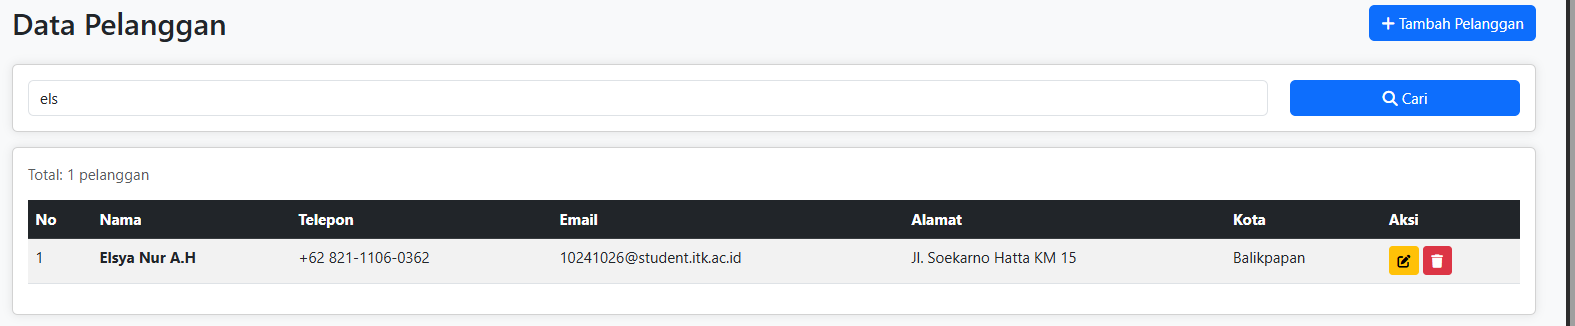 Data Pelanggan
Tambah Pelanggan
els
Cari
Total: 1 pelanggan
No Nama Telepon Email Alamat Kota Aksi
1 Elsya Nur A.H +62 821-1106-0362 10241026@student.itk.ac.id Jl. Soekarno Hatta KM 15 Balikpapan